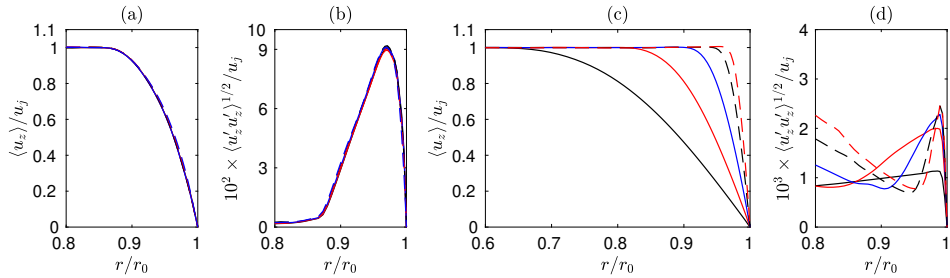 (a) (b) (c) (d)
⟨u_z⟩/u_j
1.1
1
0.8
0.6
0.4
0.2
0
0.8 0.9 1
r/r_0
10^2 × ⟨u'_z u'_z⟩^{1/2}/u_j
10
9
6
3
0
0.8 0.9 1
r/r_0
⟨u_z⟩/u_j
1.1
1
0.8
0.6
0.4
0.2
0
0.6 0.7 0.8 0.9 1
r/r_0
10^3 × ⟨u'_z u'_z⟩^{1/2}/u_j
4
3
2
1
0
0.8 0.9 1
r/r_0